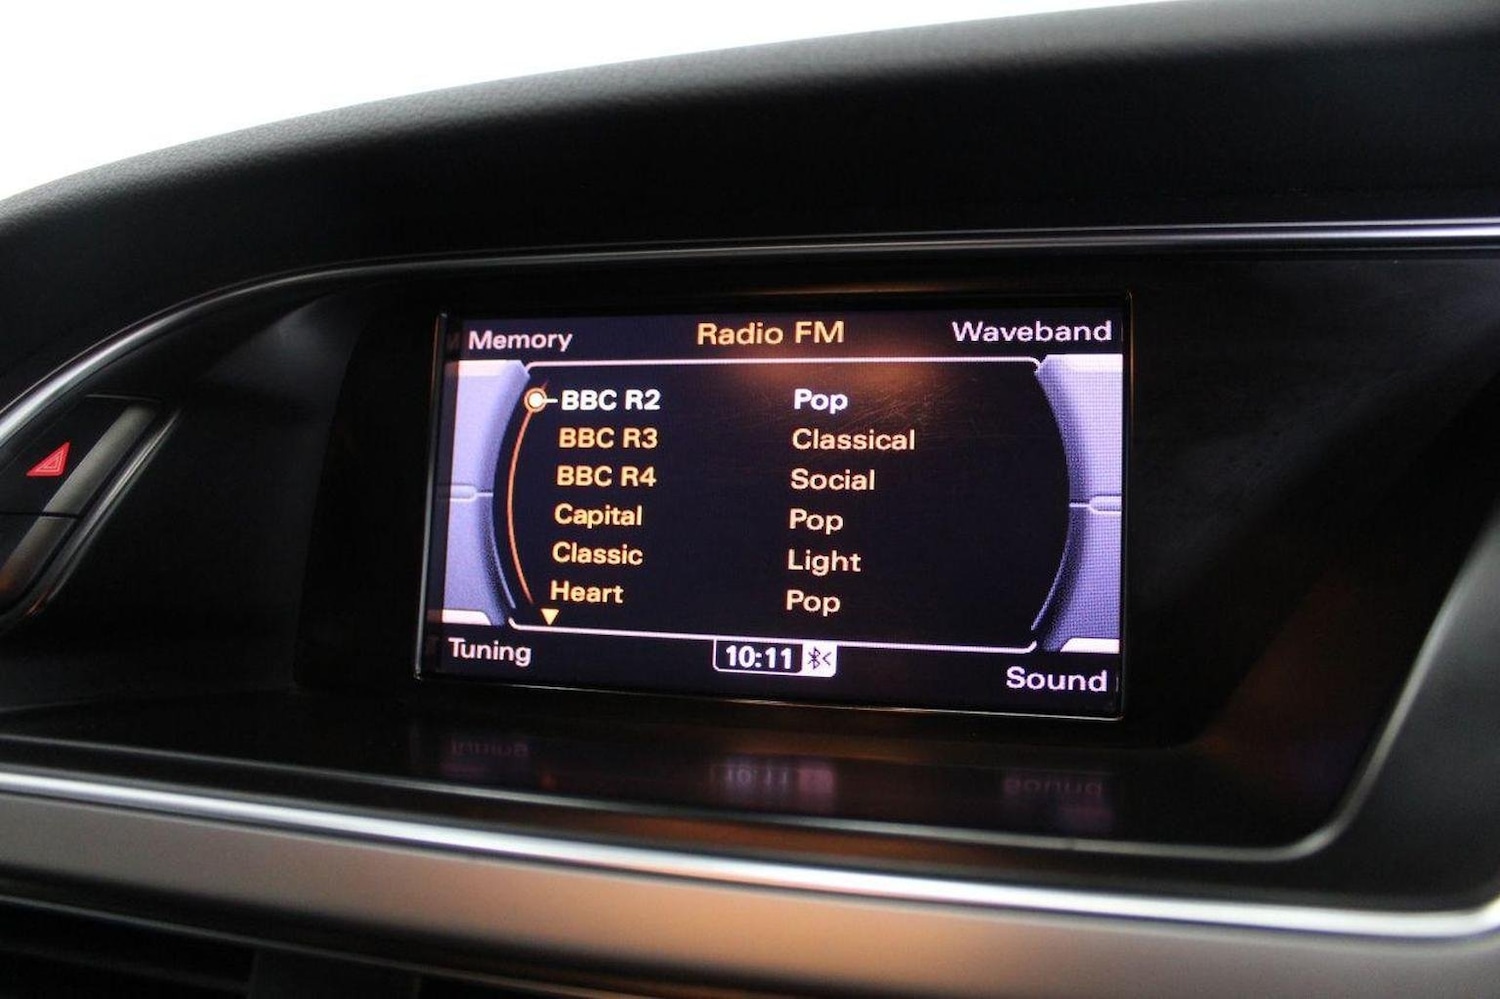 Memory Radio FM Waveband
BBC R2 Pop
BBC R3 Classical
BBC R4 Social
Capital Pop
Classic Light
Heart Pop
Tuning 10:11 Sound